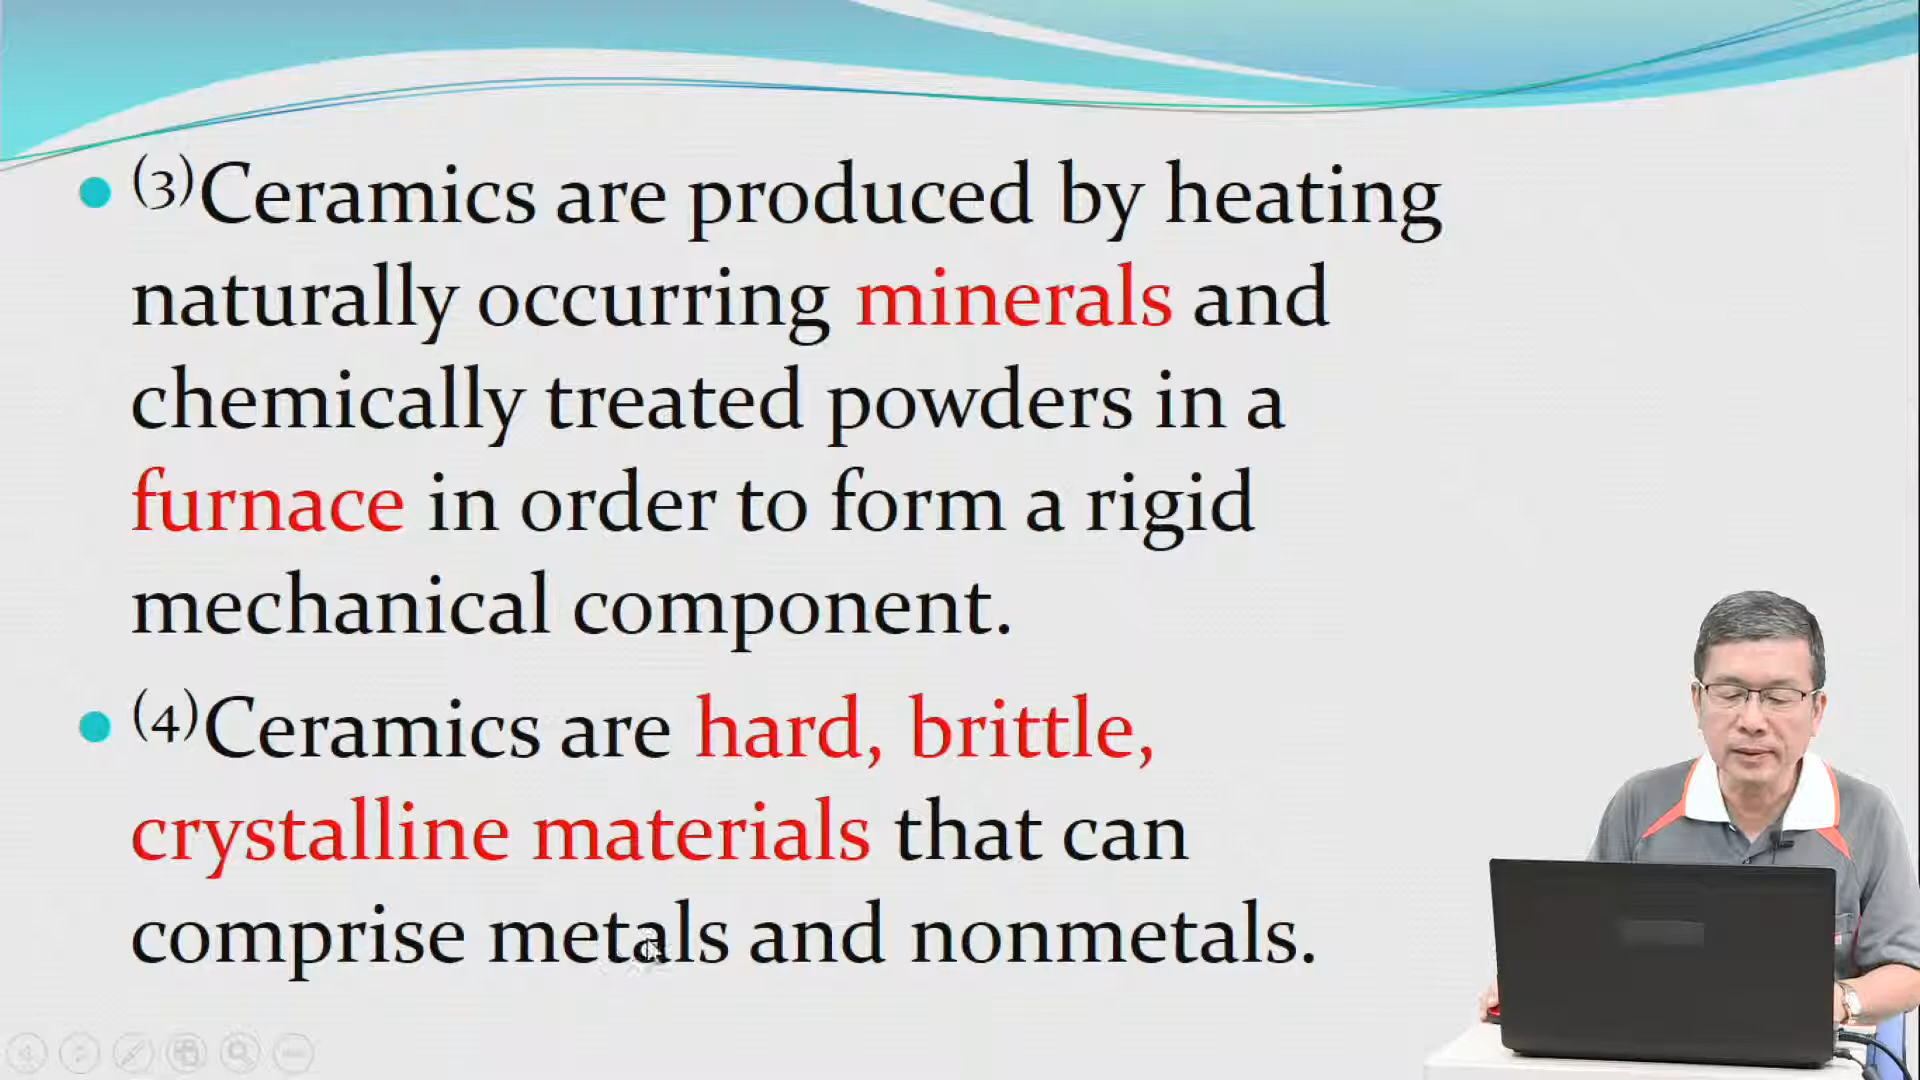 (3)Ceramics are produced by heating
naturally occurring minerals and
chemically treated powders in a
furnace in order to form a rigid
mechanical component.
(4)Ceramics are hard, brittle,
crystalline materials that can
comprise metals and nonmetals.